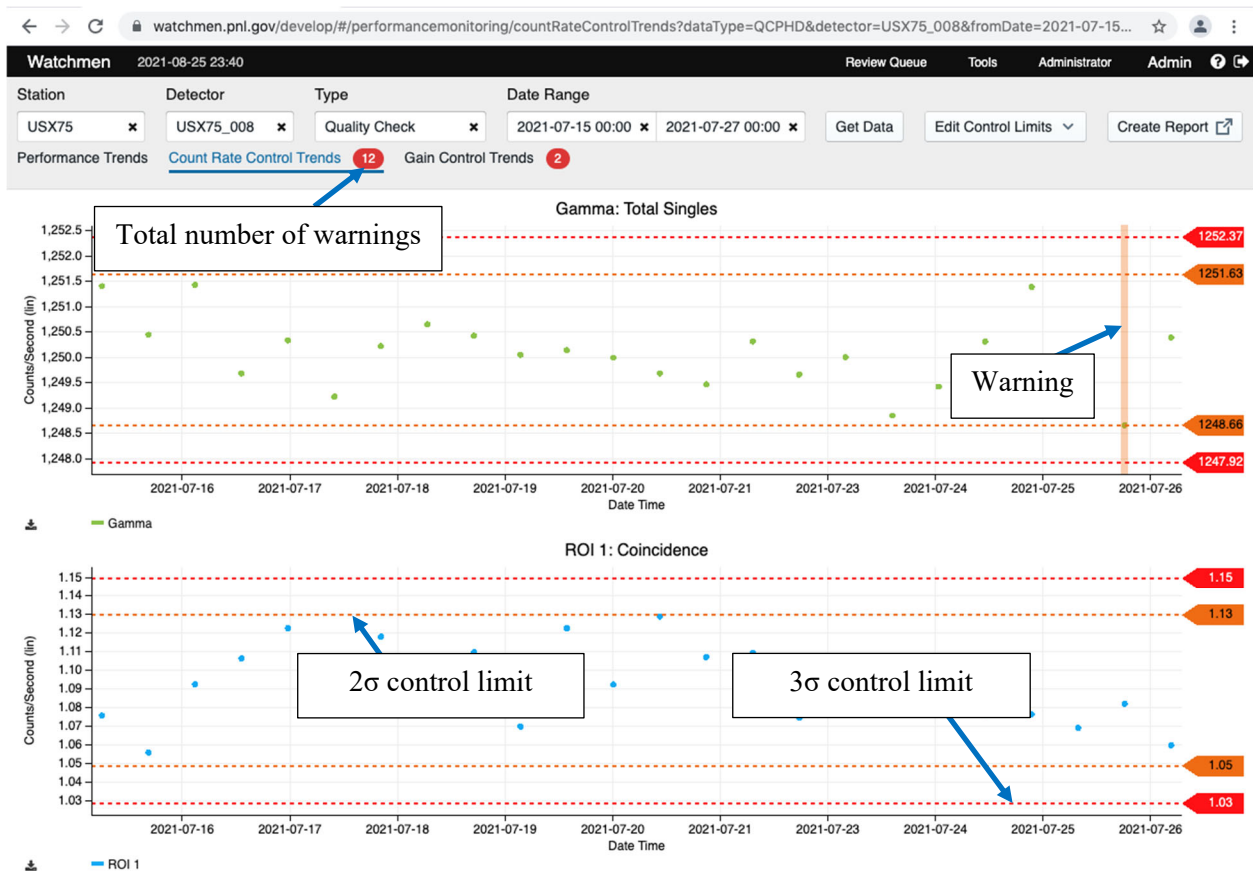 watchmen.pnl.gov/develop/#/performancemonitoring/countRateControlTrends?dataType=QCPHD&detector=USX75_008&fromDate=2021-07-15...
Watchmen 2021-08-25 23:40 Review Queue Tools Administrator Admin ?
Station Detector Type Date Range
USX75 × USX75_008 × Quality Check × 2021-07-15 00:00 × 2021-07-27 00:00 × Get Data Edit Control Limits Create Report
Performance Trends Count Rate Control Trends 12 Gain Control Trends 2
Gamma: Total Singles
Total number of warnings
Warning
Counts/Second (lin)
1,252.5
1,252.0
1,251.5
1,251.0
1,250.5
1,250.0
1,249.5
1,249.0
1,248.5
1,248.0
1252.37
1251.63
1248.66
1247.92
2021-07-16 2021-07-17 2021-07-18 2021-07-19 2021-07-20 2021-07-21 2021-07-23 2021-07-24 2021-07-25 2021-07-26
Date Time
Gamma
ROI 1: Coincidence
Counts/Second (lin)
1.15
1.14
1.13
1.12
1.11
1.10
1.09
1.08
1.07
1.06
1.05
1.04
1.03
2σ control limit
3σ control limit
1.15
1.13
1.05
1.03
2021-07-16 2021-07-17 2021-07-18 2021-07-19 2021-07-20 2021-07-21 2021-07-23 2021-07-24 2021-07-25 2021-07-26
Date Time
ROI 1